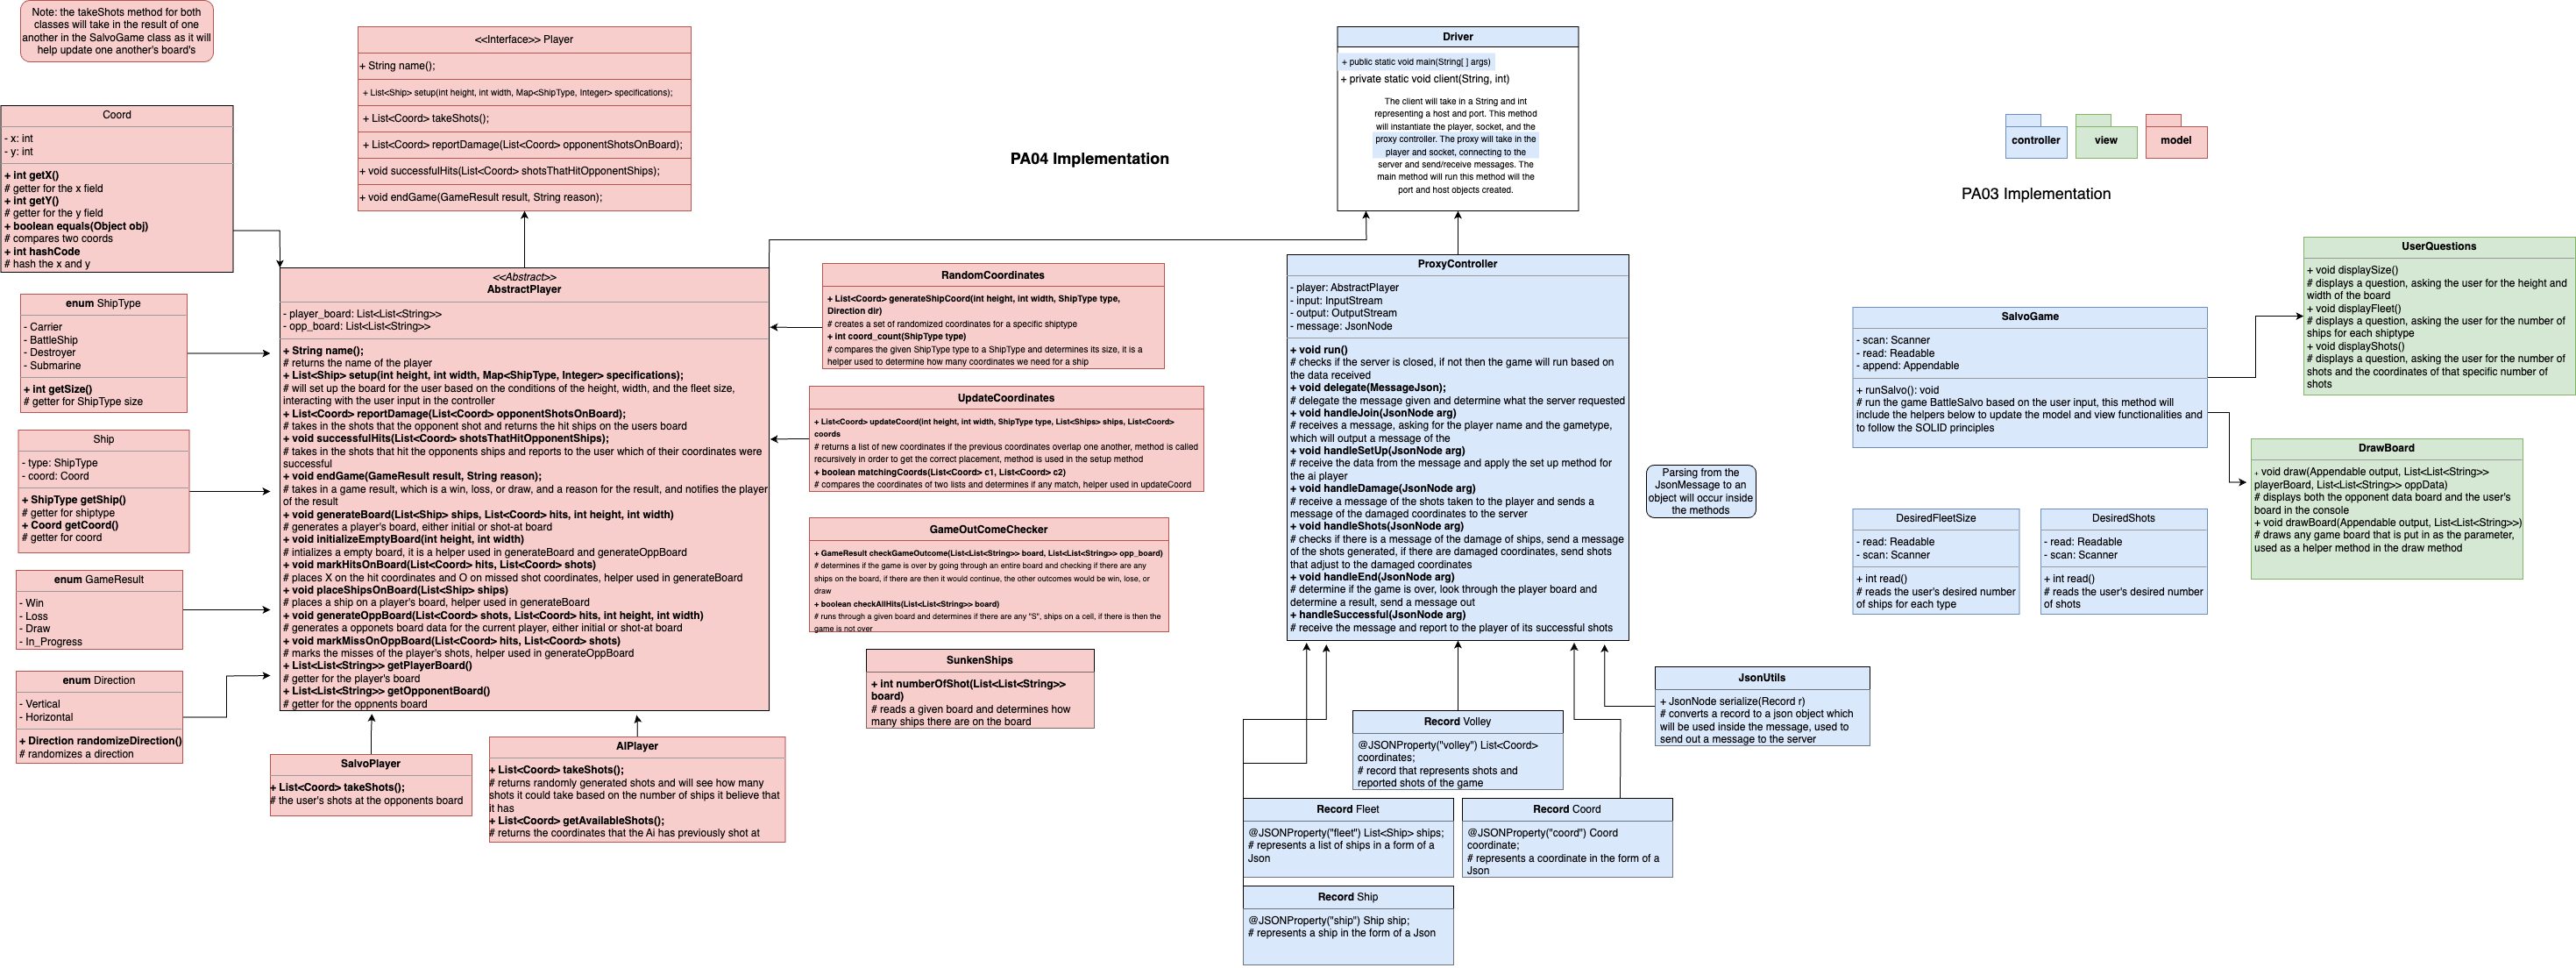 Note: the takeShots method for both
classes will take in the result of one
another in the SalvoGame class as it will
help update one another's board's
<<Interface>> Player
+ String name();
+ List<Ship> setup(int height, int width, Map<ShipType, Integer> specifications);
+ List<Coord> takeShots();
+ List<Coord> reportDamage(List<Coord> opponentShotsOnBoard);
+ void successfulHits(List<Coord> shotsThatHitOpponentShips);
+ void endGame(GameResult result, String reason);
Coord
- x: int
- y: int
+ int getX()
# getter for the x field
+ int getY()
# getter for the y field
+ boolean equals(Object obj)
# compares two coords
+ int hashCode
# hash the x and y
enum ShipType
- Carrier
- BattleShip
- Destroyer
- Submarine
+ int getSize()
# getter for ShipType size
Ship
- type: ShipType
- coord: Coord
+ ShipType getShip()
# getter for shiptype
+ Coord getCoord()
# getter for coord
enum GameResult
- Win
- Loss
- Draw
- In_Progress
enum Direction
- Vertical
- Horizontal
+ Direction randomizeDirection()
# randomizes a direction
<<Abstract>>
AbstractPlayer
- player_board: List<List<String>>
- opp_board: List<List<String>>
+ String name();
# returns the name of the player
+ List<Ship> setup(int height, int width, Map<ShipType, Integer> specifications);
# will set up the board for the user based on the conditions of the height, width, and the fleet size,
interacting with the user input in the controller
+ List<Coord> reportDamage(List<Coord> opponentShotsOnBoard);
# takes in the shots that the opponent shot and returns the hit ships on the users board
+ void successfulHits(List<Coord> shotsThatHitOpponentShips);
# takes in the shots that hit the opponents ships and reports to the user which of their coordinates were
successful
+ void endGame(GameResult result, String reason);
# takes in a game result, which is a win, loss, or draw, and a reason for the result, and notifies the player
of the result
+ void generateBoard(List<Ship> ships, List<Coord> hits, int height, int width)
# generates a player's board, either initial or shot-at board
+ void initializeEmptyBoard(int height, int width)
# intializes a empty board, it is a helper used in generateBoard and generateOppBoard
+ void markHitsOnBoard(List<Coord> hits, List<Coord> shots)
# places X on the hit coordinates and O on missed shot coordinates, helper used in generateBoard
+ void placeShipsOnBoard(List<Ship> ships)
# places a ship on a player's board, helper used in generateBoard
+ void generateOppBoard(List<Coord> shots, List<Coord> hits, int height, int width)
# generates a opponets board data for the current player, either initial or shot-at board
+ void markMissOnOppBoard(List<Coord> hits, List<Coord> shots)
# marks the misses of the player's shots, helper used in generateOppBoard
+ List<List<String>> getPlayerBoard()
# getter for the player's board
+ List<List<String>> getOpponentBoard()
# getter for the oppnents board
SalvoPlayer
+ List<Coord> takeShots();
# the user's shots at the opponents board
AIPlayer
+ List<Coord> takeShots();
# returns randomly generated shots and will see how many
shots it could take based on the number of ships it believe that
it has
+ List<Coord> getAvailableShots();
# returns the coordinates that the Ai has previously shot at
RandomCoordinates
+ List<Coord> generateShipCoord(int height, int width, ShipType type,
Direction dir)
# creates a set of randomized coordinates for a specific shiptype
+ int coord_count(ShipType type)
# compares the given ShipType type to a ShipType and determines its size, it is a
helper used to determine how many coordinates we need for a ship
UpdateCoordinates
+ List<Coord> updateCoord(int height, int width, ShipType type, List<Ships> ships, List<Coord>
coords
# returns a list of new coordinates if the previous coordinates overlap one another, method is called
recursively in order to get the correct placement, method is used in the setup method
+ boolean matchingCoords(List<Coord> c1, List<Coord> c2)
# compares the coordinates of two lists and determines if any match, helper used in updateCoord
GameOutComeChecker
+ GameResult checkGameOutcome(List<List<String>> board, List<List<String>> opp_board)
# determines if the game is over by going through an entire board and checking if there are any
ships on the board, if there are then it would continue, the other outcomes would be win, lose, or
draw
+ boolean checkAllHits(List<List<String>> board)
# runs through a given board and determines if there are any "S", ships on a cell, if there is then the
game is not over
SunkenShips
+ int numberOfShot(List<List<String>>
board)
# reads a given board and determines how
many ships there are on the board
PA04 Implementation
Driver
+ public static void main(String[ ] args)
+ private static void client(String, int)
The client will take in a String and int
representing a host and port. This method
will instantiate the player, socket, and the
proxy controller. The proxy will take in the
player and socket, connecting to the
server and send/receive messages. The
main method will run this method will the
port and host objects created.
ProxyController
- player: AbstractPlayer
- input: InputStream
- output: OutputStream
- message: JsonNode
+ void run()
# checks if the server is closed, if not then the game will run based on
the data received
+ void delegate(MessageJson);
# delegate the message given and determine what the server requested
+ void handleJoin(JsonNode arg)
# receives a message, asking for the player name and the gametype,
which will output a message of the
+ void handleSetUp(JsonNode arg)
# receive the data from the message and apply the set up method for
the ai player
+ void handleDamage(JsonNode arg)
# receive a message of the shots taken to the player and sends a
message of the damaged coordinates to the server
+ void handleShots(JsonNode arg)
# checks if there is a message of the damage of ships, send a message
of the shots generated, if there are damaged coordinates, send shots
that adjust to the damaged coordinates
+ void handleEnd(JsonNode arg)
# determine if the game is over, look through the player board and
determine a result, send a message out
+ handleSuccessful(JsonNode arg)
# receive the message and report to the player of its successful shots
Parsing from the
JsonMessage to an
object will occur inside
the methods
JsonUtils
+ JsonNode serialize(Record r)
# converts a record to a json object which
will be used inside the message, used to
send out a message to the server
Record Volley
@JSONProperty("volley") List<Coord>
coordinates;
# record that represents shots and
reported shots of the game
Record Fleet
@JSONProperty("fleet") List<Ship> ships;
# represents a list of ships in a form of a
Json
Record Coord
@JSONProperty("coord") Coord
coordinate;
# represents a coordinate in the form of a
Json
Record Ship
@JSONProperty("ship") Ship ship;
# represents a ship in the form of a Json
controller
view
model
PA03 Implementation
SalvoGame
- scan: Scanner
- read: Readable
- append: Appendable
+ runSalvo(): void
# run the game BattleSalvo based on the user input, this method will
include the helpers below to update the model and view functionalities and
to follow the SOLID principles
DesiredFleetSize
- read: Readable
- scan: Scanner
+ int read()
# reads the user's desired number
of ships for each type
DesiredShots
- read: Readable
- scan: Scanner
+ int read()
# reads the user's desired number
of shots
UserQuestions
+ void displaySize()
# displays a question, asking the user for the height and
width of the board
+ void displayFleet()
# displays a question, asking the user for the number of
ships for each shiptype
+ void displayShots()
# displays a question, asking the user for the number of
shots and the coordinates of that specific number of
shots
DrawBoard
+ void draw(Appendable output, List<List<String>>
playerBoard, List<List<String>> oppData)
# displays both the opponent data board and the user's
board in the console
+ void drawBoard(Appendable output, List<List<String>>)
# draws any game board that is put in as the parameter,
used as a helper method in the draw method